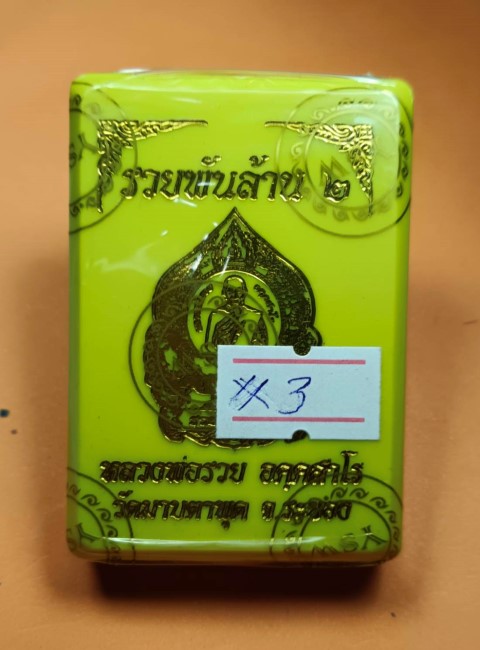 รวยพันล้าน ๒
3
หลวงพ่อรวย
วัดมาบตาพุด จ.ระยอง